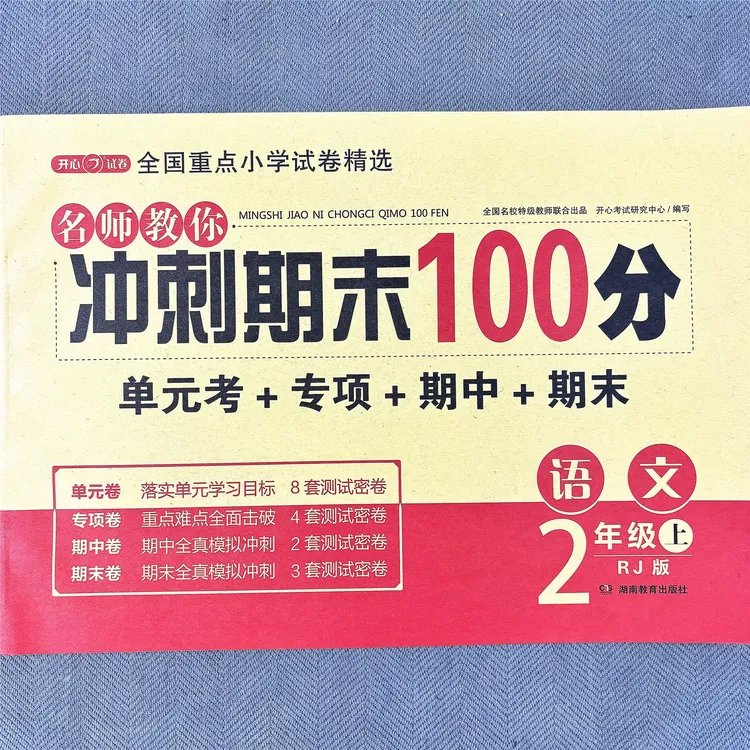 开心 试卷 全国重点小学试卷精选
名师教你
MINGSHI JIAO NI CHONGCI QIMO 100 FEN
全国名校特级教师联合出品 开心考试研究中心/编写
冲刺期末100分
单元考+专项+期中+期末
单元卷 落实单元学习目标 8套测试密卷
专项卷 重点难点全面击破 4套测试密卷
期中卷 期中全真模拟冲刺 2套测试密卷
期末卷 期末全真模拟冲刺 3套测试密卷
语文
2年级上
RJ版
湖南教育出版社